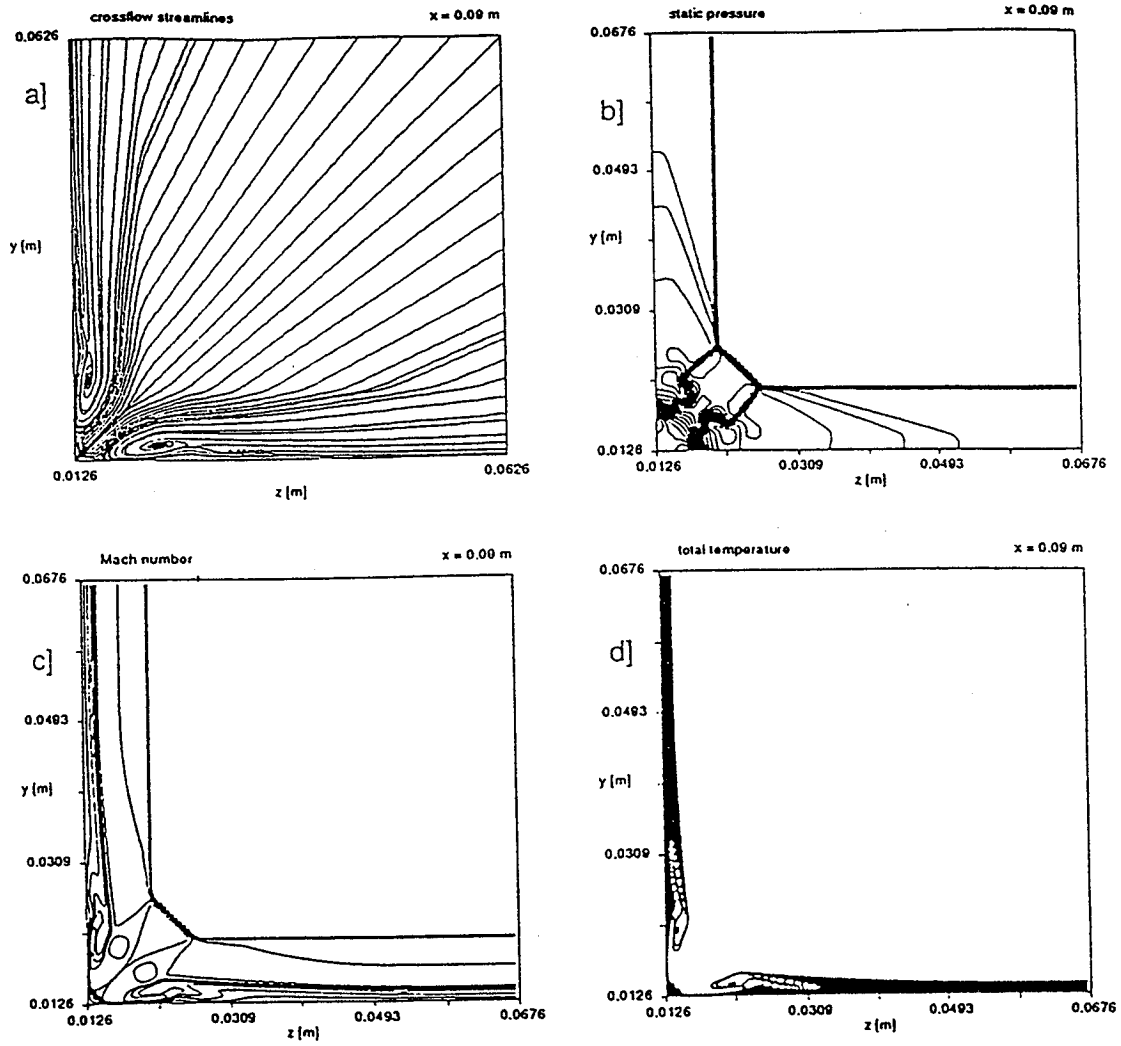 crossflow streamlines x = 0.09 m
0.0626
a]
y [m]
0.0126 0.0626
z [m]
static pressure x = 0.09 m
0.0676
b]
0.0493
y [m]
0.0309
0.0126
0.0126 0.0309 0.0493 0.0676
z [m]
Mach number x = 0.09 m
0.0676
c]
0.0493
y [m]
0.0309
0.0126
0.0126 0.0309 0.0493 0.0676
z [m]
total temperature x = 0.09 m
0.0676
d]
0.0493
y [m]
0.0309
0.0126
0.0126 0.0309 0.0493 0.0676
z [m]